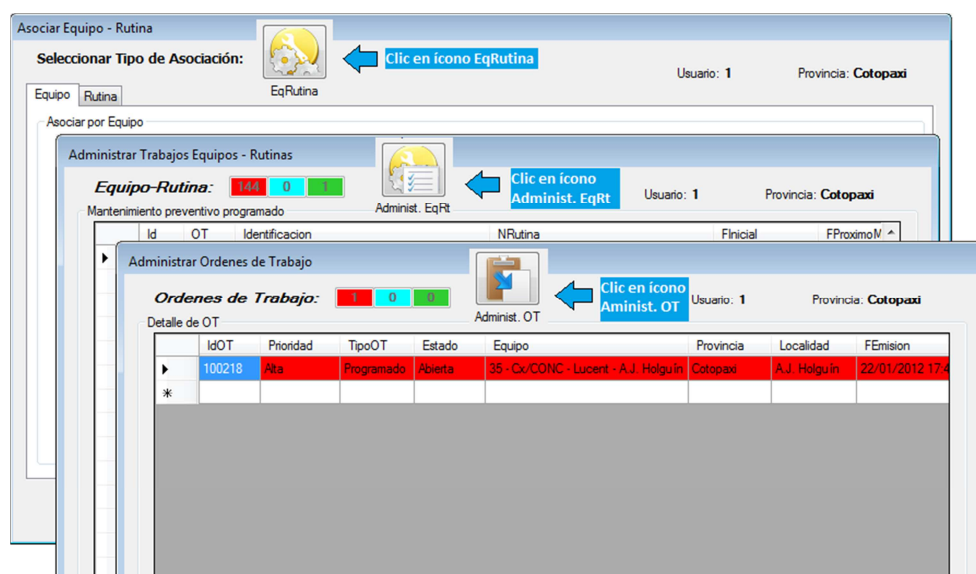 Asociar Equipo - Rutina
Seleccionar Tipo de Asociación:
EqRutina
Clic en ícono EqRutina
Usuario: 1
Provincia: Cotopaxi
Equipo
Rutina
Asociar por Equipo
Administrar Trabajos Equipos - Rutinas
Equipo-Rutina:
144 0 1
Administ. EqRt
Clic en ícono
Administ. EqRt
Usuario: 1
Provincia: Cotopaxi
Mantenimiento preventivo programado
Id OT Identificacion NRutina FInicial FProximoM
Administrar Ordenes de Trabajo
Ordenes de Trabajo:
1 0 0
Administ. OT
Clic en ícono
Aminist. OT
Usuario: 1
Provincia: Cotopaxi
Detalle de OT
IdOT Prioridad TipoOT Estado Equipo Provincia Localidad FEmision
100218 Alta Programado Abierta 35 - Cx/CONC - Lucent - A.J. Holguín Cotopaxi A.J. Holguín 22/01/2012 17:4